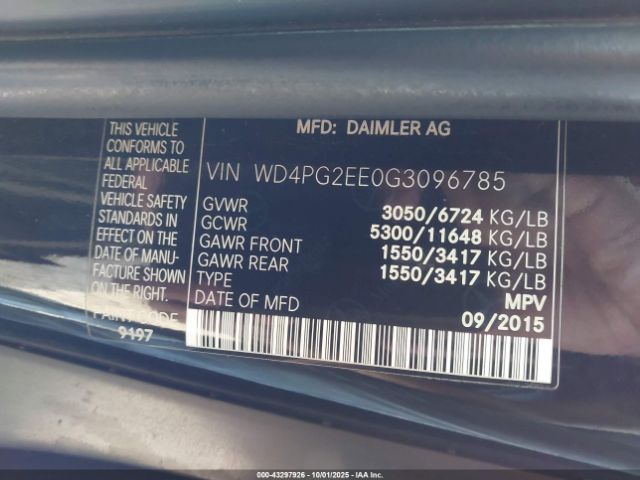 MFD: DAIMLER AG
THIS VEHICLE
CONFORMS TO
ALL APPLICABLE
FEDERAL
VEHICLE SAFETY
STANDARDS IN
EFFECT ON THE
DATE OF MANU-
FACTURE SHOWN
ON THE RIGHT.
PAINT CODE
9197
VIN WD4PG2EE0G3096785
GVWR 3050/6724 KG/LB
GCWR 5300/11648 KG/LB
GAWR FRONT 1550/3417 KG/LB
GAWR REAR 1550/3417 KG/LB
TYPE MPV
DATE OF MFD 09/2015
000-43297926 - 10/01/2025 - IAAI.COM